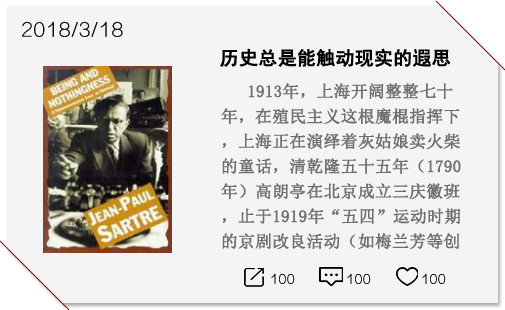 2018/3/18
历史总是能触动现实的遐思
BEING AND
NOTHINGNESS
JEAN-PAUL
SARTRE
1913年，上海开阔整整七十
年，在殖民主义这根魔棍指挥下
，上海正在演绎着灰姑娘卖火柴
的童话，清乾隆五十五年（1790
年）高朗亭在北京成立三庆徽班
，止于1919年“五四”运动时期
的京剧改良活动（如梅兰芳等创
100 100 100